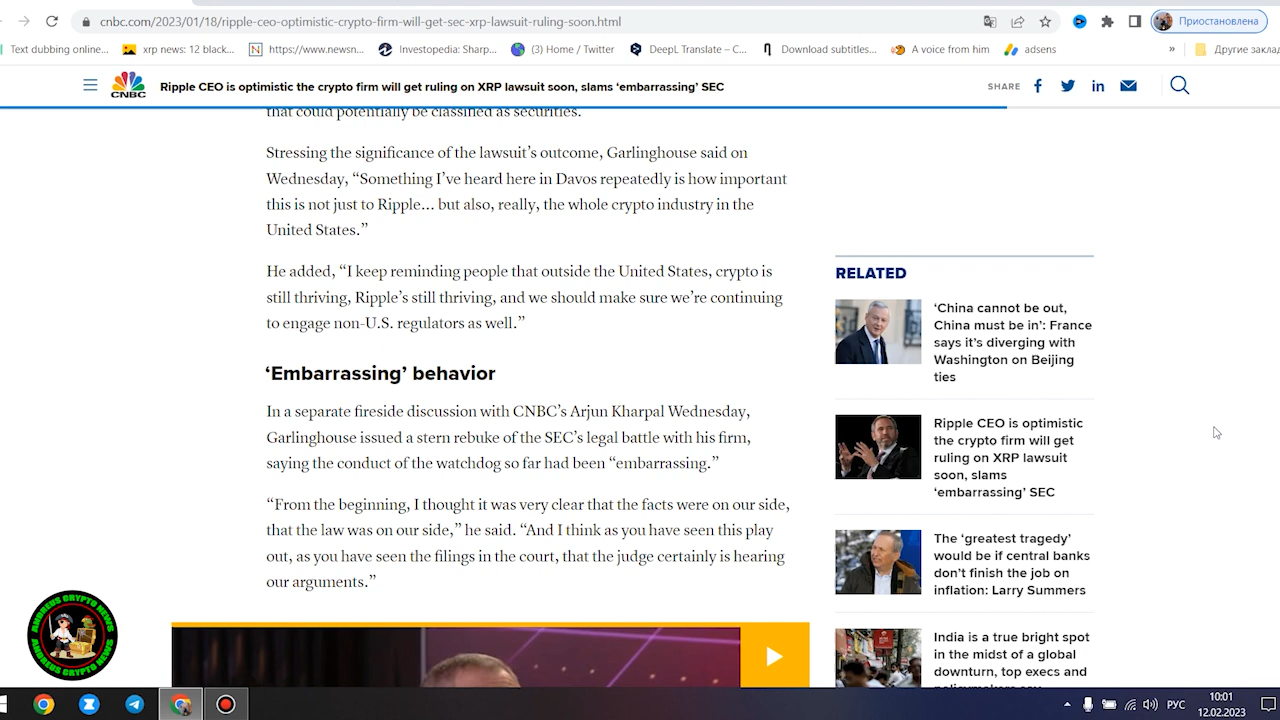 cnbc.com/2023/01/18/ripple-ceo-optimistic-crypto-firm-will-get-sec-xrp-lawsuit-ruling-soon.html
Приостановлена
Text dubbing online...
xrp news: 12 black...
https://www.newsn...
Investopedia: Sharp...
(3) Home / Twitter
DeepL Translate – C...
Download subtitles...
A voice from him
adsens
»
Другие закла
CNBC
Ripple CEO is optimistic the crypto firm will get ruling on XRP lawsuit soon, slams ‘embarrassing’ SEC
SHARE
that could potentially be classified as securities.
Stressing the significance of the lawsuit’s outcome, Garlinghouse said on
Wednesday, “Something I’ve heard here in Davos repeatedly is how important
this is not just to Ripple… but also, really, the whole crypto industry in the
United States.”
He added, “I keep reminding people that outside the United States, crypto is
still thriving, Ripple’s still thriving, and we should make sure we’re continuing
to engage non-U.S. regulators as well.”
‘Embarrassing’ behavior
In a separate fireside discussion with CNBC’s Arjun Kharpal Wednesday,
Garlinghouse issued a stern rebuke of the SEC’s legal battle with his firm,
saying the conduct of the watchdog so far had been “embarrassing.”
“From the beginning, I thought it was very clear that the facts were on our side,
that the law was on our side,” he said. “And I think as you have seen this play
out, as you have seen the filings in the court, that the judge certainly is hearing
our arguments.”
RELATED
‘China cannot be out,
China must be in’: France
says it’s diverging with
Washington on Beijing
ties
Ripple CEO is optimistic
the crypto firm will get
ruling on XRP lawsuit
soon, slams
‘embarrassing’ SEC
The ‘greatest tragedy’
would be if central banks
don’t finish the job on
inflation: Larry Summers
India is a true bright spot
in the midst of a global
downturn, top execs and
ANDREUS CRYPTO NEWS
ANDREUS CRYPTO NEWS
РУС
10:01
12.02.2023